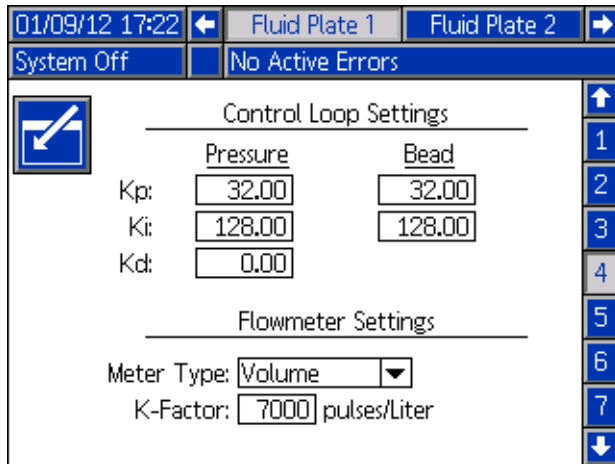 01/09/12 17:22 Fluid Plate 1 Fluid Plate 2
System Off No Active Errors
Control Loop Settings
Pressure Bead
Kp: 32.00 32.00
Ki: 128.00 128.00
Kd: 0.00
Flowmeter Settings
Meter Type: Volume
K-Factor: 7000 pulses/Liter
1
2
3
4
5
6
7